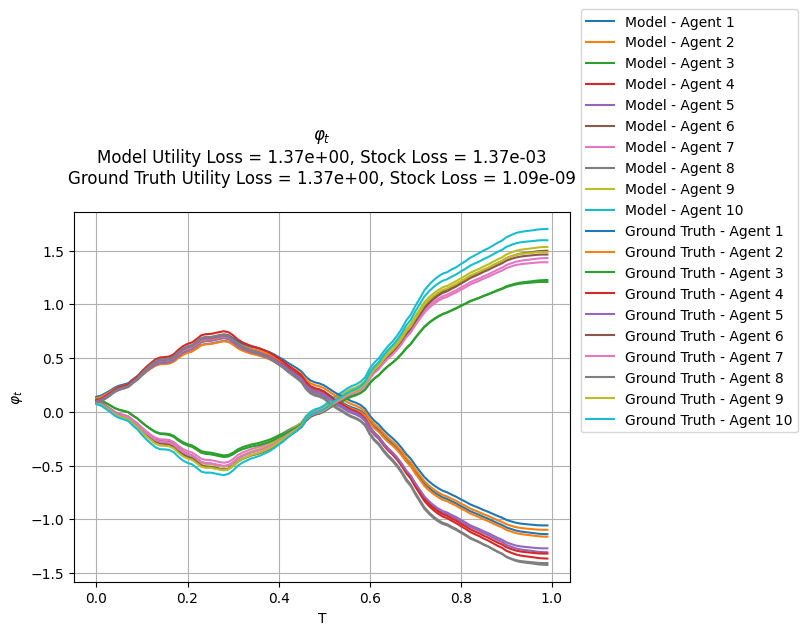 φₜ
Model Utility Loss = 1.37e+00, Stock Loss = 1.37e-03
Ground Truth Utility Loss = 1.37e+00, Stock Loss = 1.09e-09
Model - Agent 1
Model - Agent 2
Model - Agent 3
Model - Agent 4
Model - Agent 5
Model - Agent 6
Model - Agent 7
Model - Agent 8
Model - Agent 9
Model - Agent 10
Ground Truth - Agent 1
Ground Truth - Agent 2
Ground Truth - Agent 3
Ground Truth - Agent 4
Ground Truth - Agent 5
Ground Truth - Agent 6
Ground Truth - Agent 7
Ground Truth - Agent 8
Ground Truth - Agent 9
Ground Truth - Agent 10
φₜ
1.5
1.0
0.5
0.0
−0.5
−1.0
−1.5
0.0 0.2 0.4 0.6 0.8 1.0
T